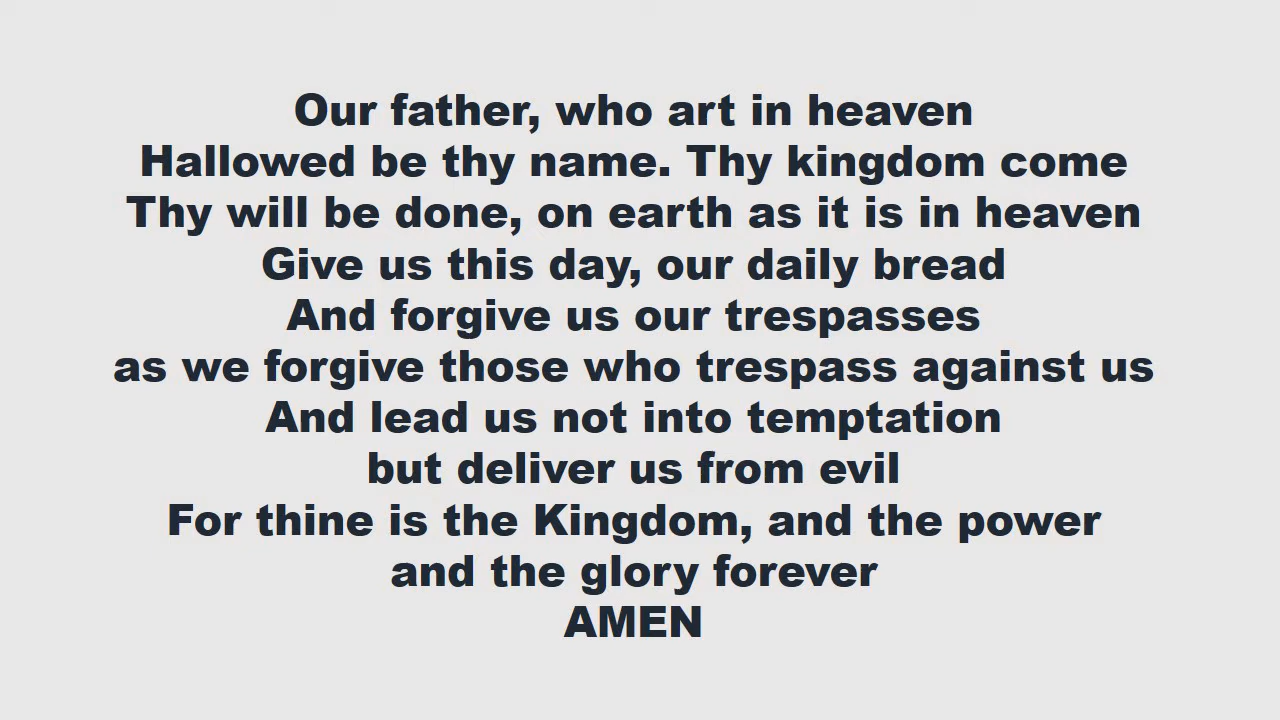 Our father, who art in heaven
Hallowed be thy name. Thy kingdom come
Thy will be done, on earth as it is in heaven
Give us this day, our daily bread
And forgive us our trespasses
as we forgive those who trespass against us
And lead us not into temptation
but deliver us from evil
For thine is the Kingdom, and the power
and the glory forever
AMEN